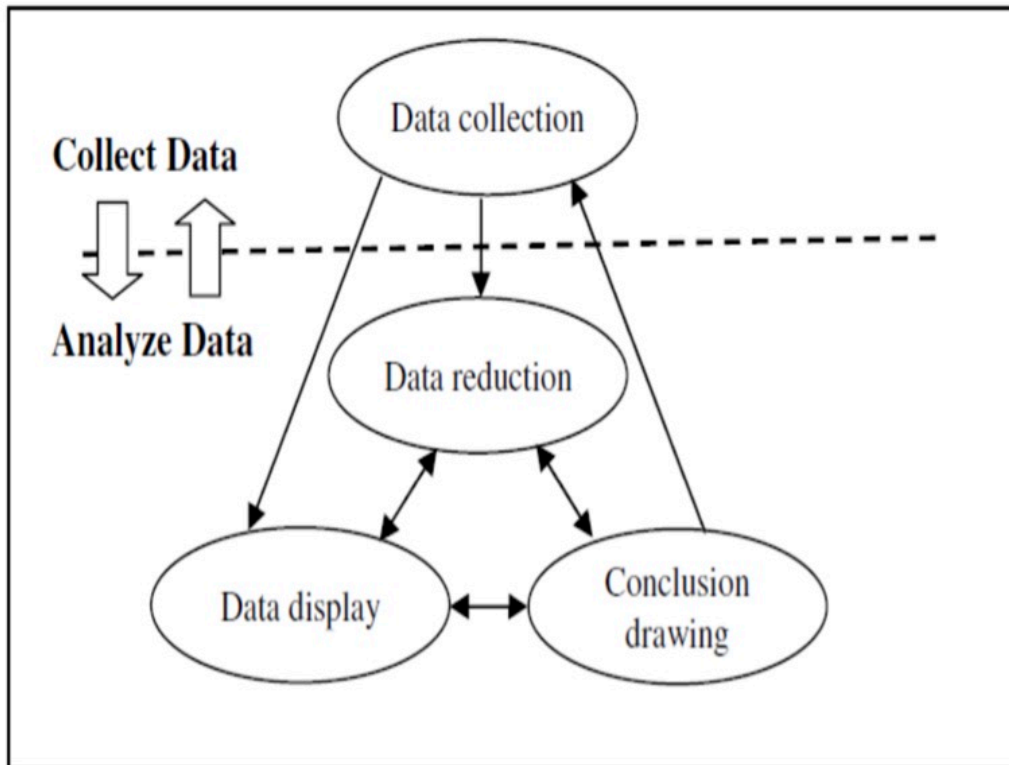 Data collection
Collect Data
Analyze Data
Data reduction
Data display
Conclusion
drawing